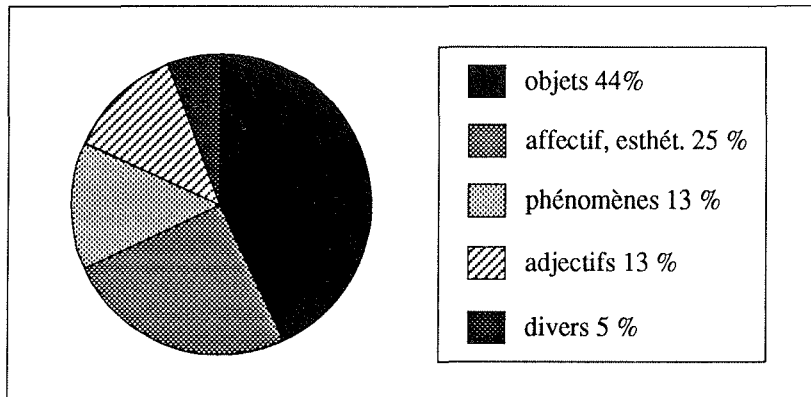 objets 44%
affectif, esthét. 25 %
phénomènes 13 %
adjectifs 13 %
divers 5 %